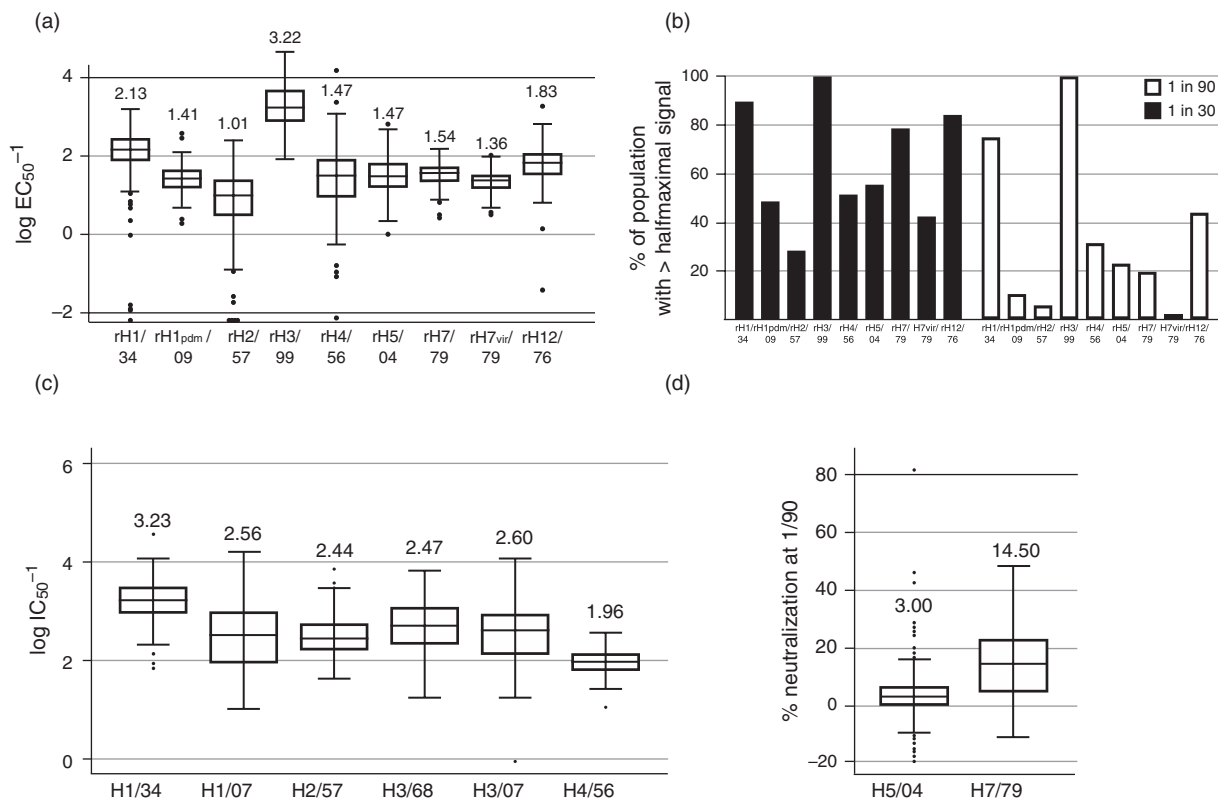 (a)
3.22
4
2.13
1.41
1.01
1.47
1.47
1.54
1.36
1.83
2
0
−2
log EC50−1
rH1/ rH1pdm/ rH2/ rH3/ rH4/ rH5/ rH7/ rH7vir/ rH12/
34 09 57 99 56 04 79 79 76
(b)
100
80
60
40
20
% of population
with > halfmaximal signal
1 in 90
1 in 30
rH1/rH1pdm/rH2/ rH3/ rH4/ rH5/ rH7/ H7vir/rH12/ rH1/rH1pdm/rH2/ rH3/ rH4/ rH5/ rH7/ H7vir/rH12/
34 09 57 99 56 04 79 79 76 34 09 57 99 56 04 79 79 76
(c)
6
4
2
0
log IC50−1
3.23
2.56
2.44
2.47
2.60
1.96
H1/34 H1/07 H2/57 H3/68 H3/07 H4/56
(d)
80
60
40
20
0
−20
% neutralization at 1/90
3.00
14.50
H5/04 H7/79